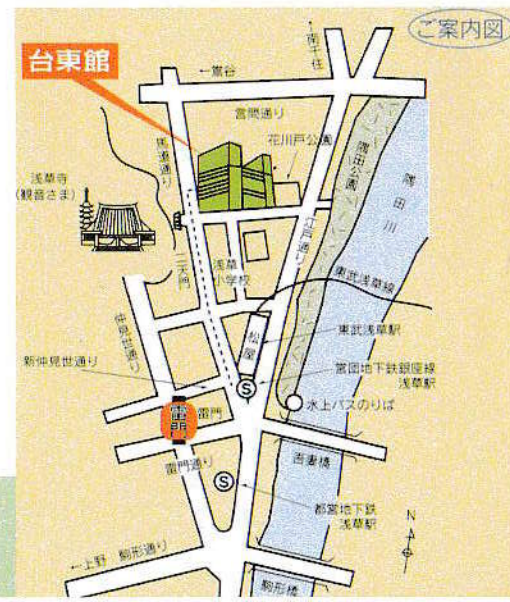 ご案内図
台東館
←南千住
←鴬谷
言問通り
花川戸公園
馬道通り
隅田公園
隅田川
浅草寺
(観音さま)
江戸通り
二天門
浅草
小学校
東武浅草線
仲見世通り
松屋
東武浅草駅
新仲見世通り
営団地下鉄銀座線
浅草駅
S
水上バスのりば
雷門
雷門
吾妻橋
雷門通り
S
都営地下鉄
浅草駅
N
4
←上野 駒形通り
駒形橋